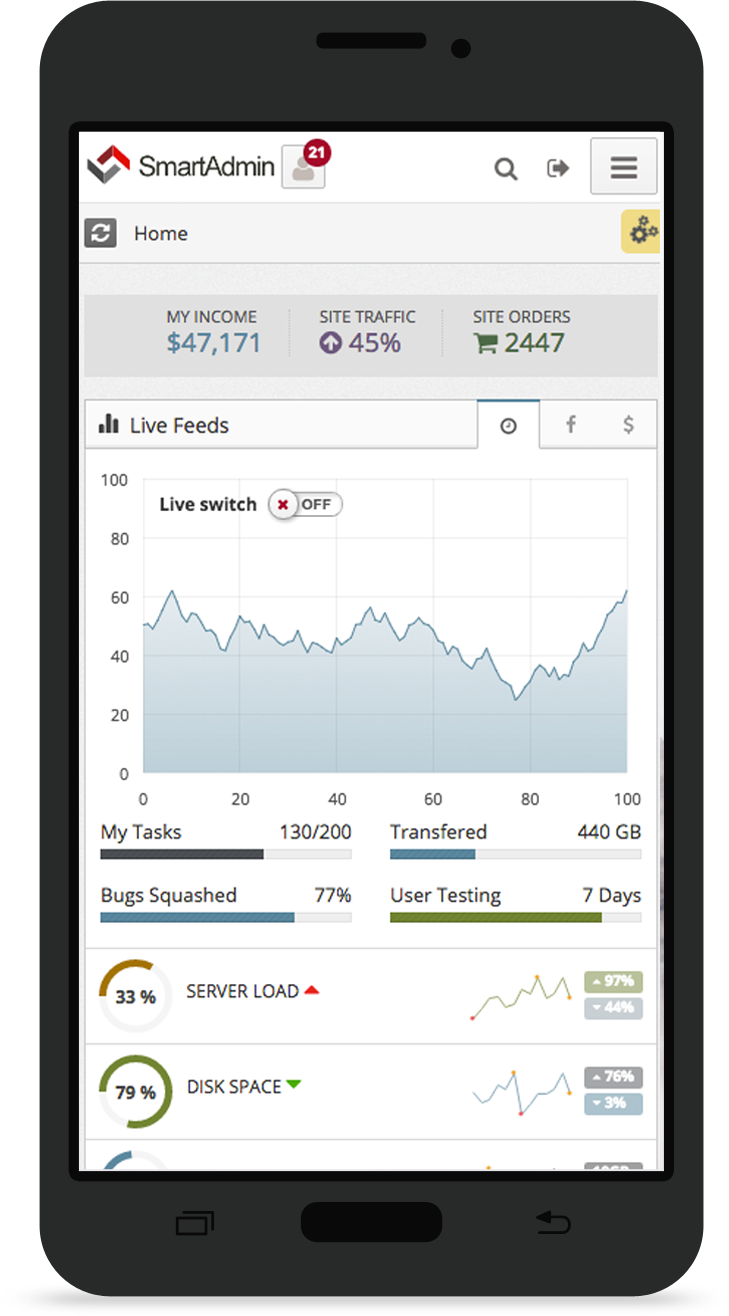 SmartAdmin 21
Home
MY INCOME SITE TRAFFIC SITE ORDERS
$47,171 45% 2447
Live Feeds f $
100
Live switch OFF
80
60
40
20
0
0 20 40 60 80 100
My Tasks 130/200 Transfered 440 GB
Bugs Squashed 77% User Testing 7 Days
97%
33 % SERVER LOAD
44%
76%
79 % DISK SPACE
3%